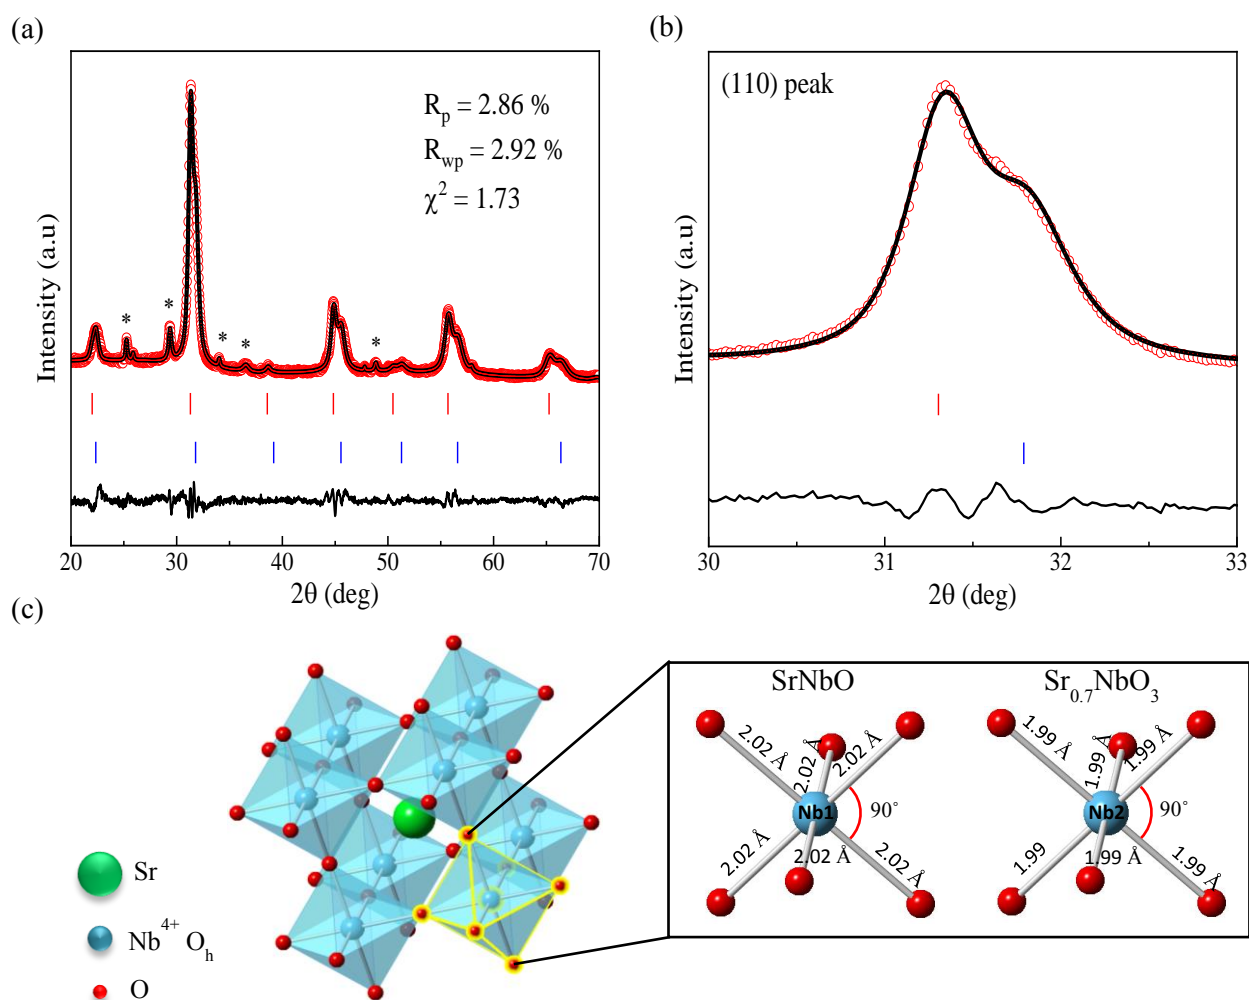 (a)
R_p = 2.86 %
R_wp = 2.92 %
χ² = 1.73
* * * * *
Intensity (a.u)
20 30 40 50 60 70
2θ (deg)
(b)
(110) peak
Intensity (a.u)
30 31 32 33
2θ (deg)
(c)
Sr
Nb⁴⁺ O_h
O
SrNbO
2.02 Å
2.02 Å
2.02 Å
Nb1
90°
2.02 Å
2.02 Å
2.02 Å
Sr₀.₇NbO₃
1.99 Å
1.99 Å
1.99 Å
Nb2
90°
1.99
1.99 Å
1.99 Å